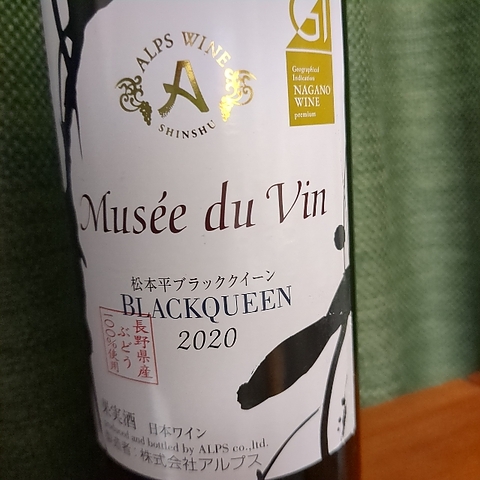 ALPS WINE
A
SHINSHU
GI
Geographical
Indication
NAGANO
WINE
premium
Musée du Vin
松本平ブラッククイーン
BLACKQUEEN
2020
長野県産
ぶどう
100%使用
果実酒 日本ワイン
and bottled by ALPS co.,ltd.
製造者:株式会社アルプス